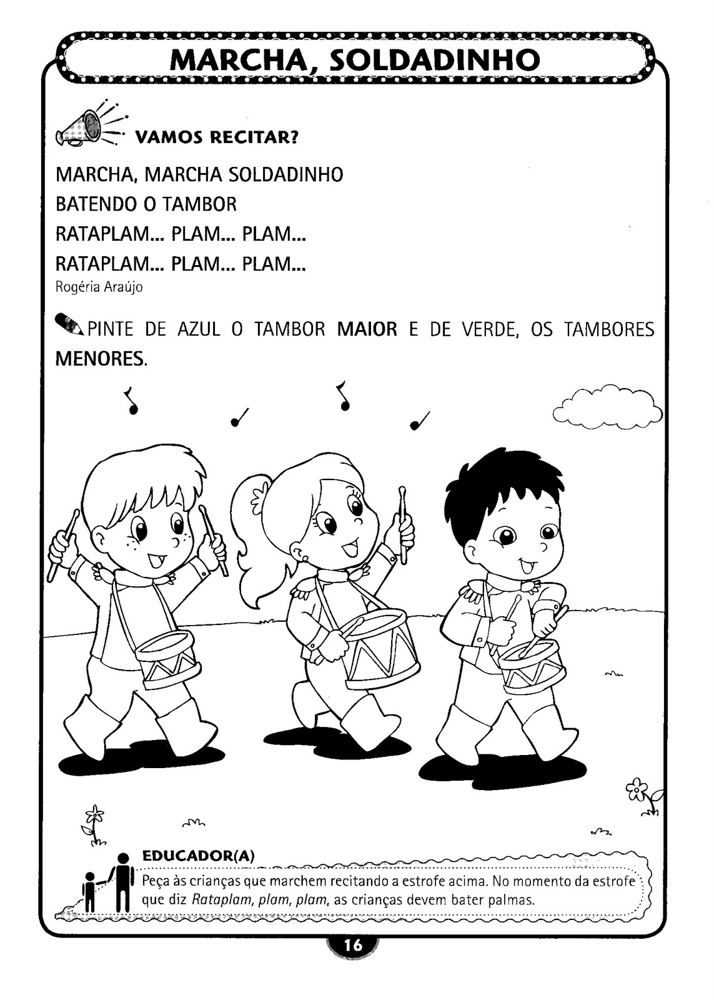 MARCHA, SOLDADINHO
VAMOS RECITAR?
MARCHA, MARCHA SOLDADINHO
BATENDO O TAMBOR
RATAPLAM... PLAM... PLAM...
RATAPLAM... PLAM... PLAM...
Rogéria Araújo
PINTE DE AZUL O TAMBOR MAIOR E DE VERDE, OS TAMBORES
MENORES.
EDUCADOR(A)
Peça às crianças que marchem recitando a estrofe acima. No momento da estrofe
que diz Rataplam, plam, plam, as crianças devem bater palmas.
16